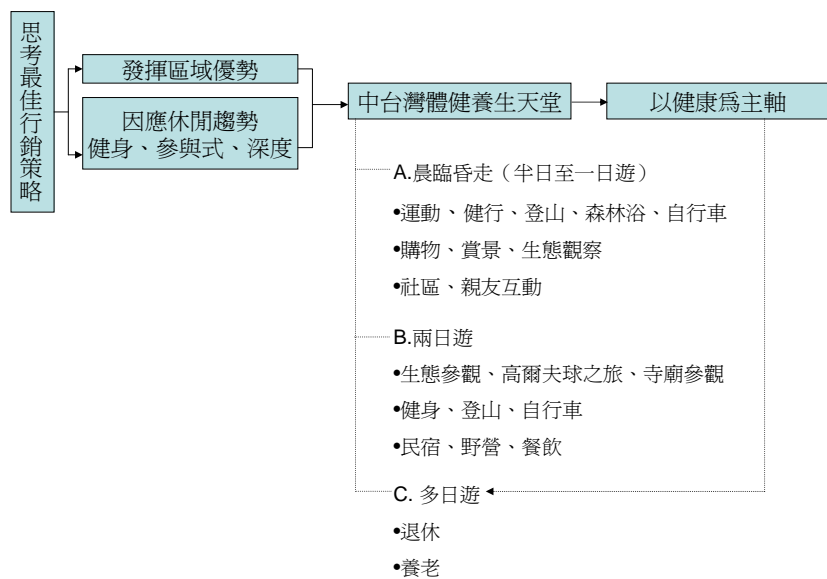 思考最佳行銷策略
發揮區域優勢
因應休閒趨勢
健身、參與式、深度
中台灣體健養生天堂
以健康爲主軸
A.晨臨昏走（半日至一日遊）
•運動、健行、登山、森林浴、自行車
•購物、賞景、生態觀察
•社區、親友互動
B.兩日遊
•生態參觀、高爾夫球之旅、寺廟參觀
•健身、登山、自行車
•民宿、野營、餐飲
C. 多日遊
•退休
•養老